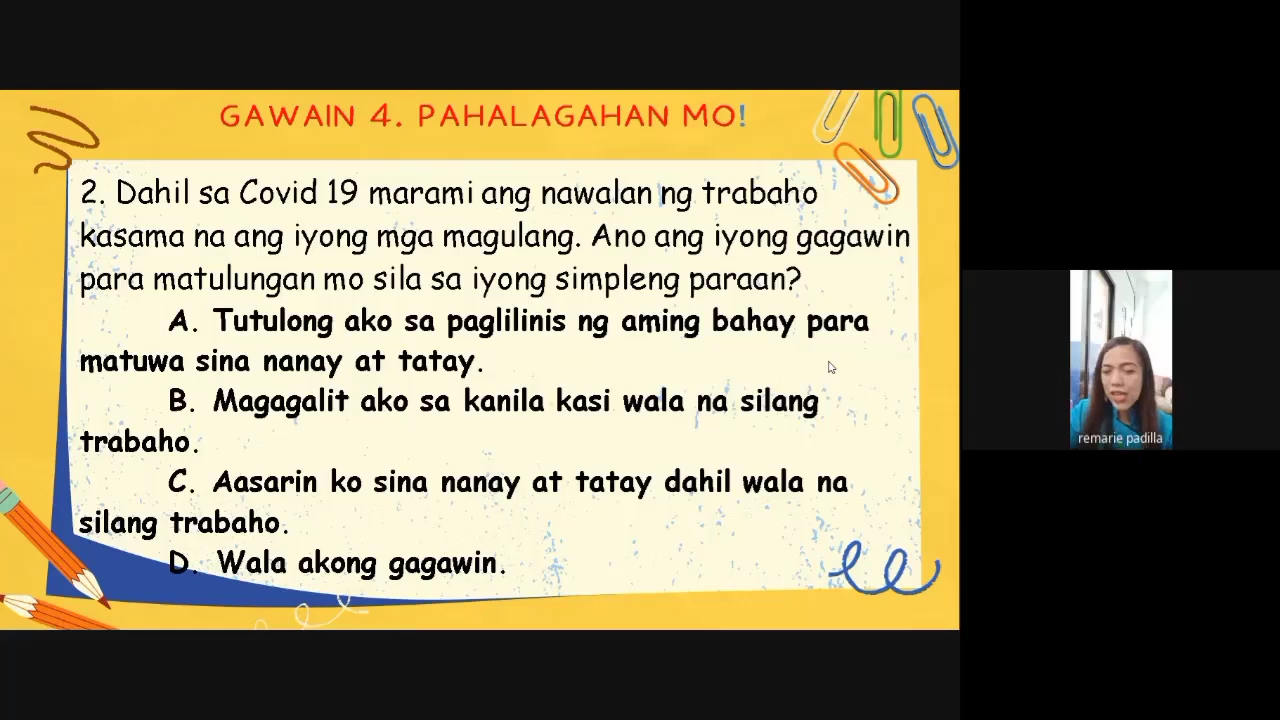 GAWAIN 4. PAHALAGAHAN MO!
2. Dahil sa Covid 19 marami ang nawalan ng trabaho
kasama na ang iyong mga magulang. Ano ang iyong gagawin
para matulungan mo sila sa iyong simpleng paraan?
A. Tutulong ako sa paglilinis ng aming bahay para
matuwa sina nanay at tatay.
B. Magagalit ako sa kanila kasi wala na silang
trabaho.
C. Aasarin ko sina nanay at tatay dahil wala na
silang trabaho.
D. Wala akong gagawin.
remarie padilla